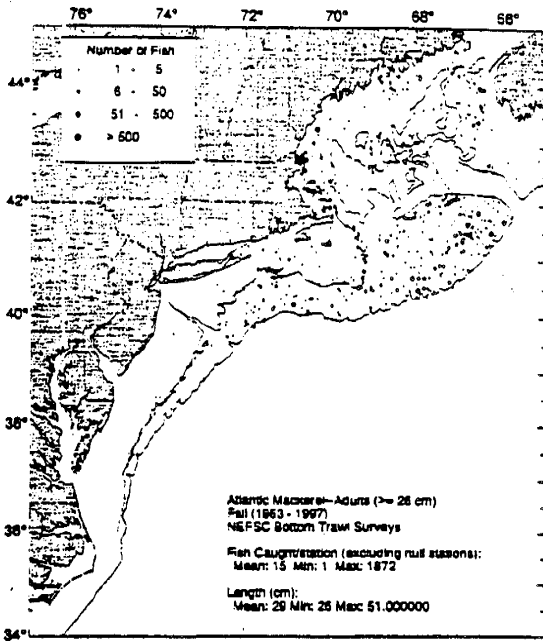 76° 74° 72° 70° 68° 66°
Number of Fish
1 - 5
6 - 50
51 - 500
> 500
44°
42°
40°
38°
36°
34°
Atlantic Mackerel--Adults (>= 26 cm)
Fall (1963 - 1997)
NEFSC Bottom Trawl Surveys
Fish Caught/station (excluding null stations):
Mean: 15 Min: 1 Max: 1872
Length (cm):
Mean: 29 Min: 26 Max: 51.000000